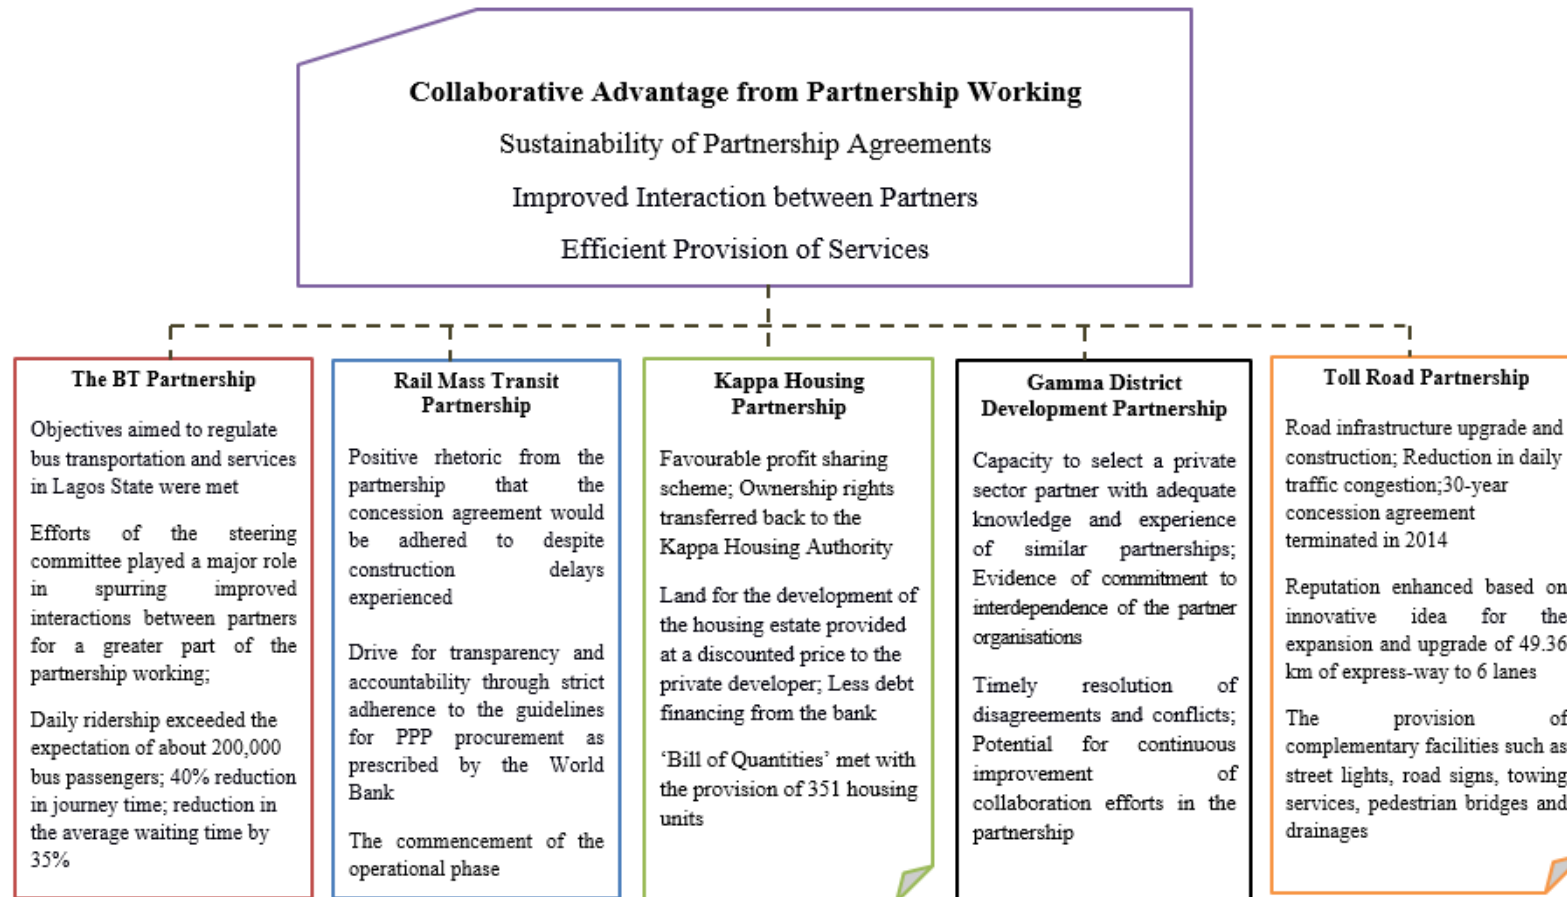 Collaborative Advantage from Partnership Working
Sustainability of Partnership Agreements
Improved Interaction between Partners
Efficient Provision of Services
The BT Partnership
Objectives aimed to regulate
bus transportation and services
in Lagos State were met
Efforts of the steering
committee played a major role
in spurring improved
interactions between partners
for a greater part of the
partnership working;
Daily ridership exceeded the
expectation of about 200,000
bus passengers; 40% reduction
in journey time; reduction in
the average waiting time by
35%
Rail Mass Transit
Partnership
Positive rhetoric from the
partnership that the
concession agreement would
be adhered to despite
construction delays
experienced
Drive for transparency and
accountability through strict
adherence to the guidelines
for PPP procurement as
prescribed by the World
Bank
The commencement of the
operational phase
Kappa Housing
Partnership
Favourable profit sharing
scheme; Ownership rights
transferred back to the
Kappa Housing Authority
Land for the development of
the housing estate provided
at a discounted price to the
private developer; Less debt
financing from the bank
‘Bill of Quantities’ met with
the provision of 351 housing
units
Gamma District
Development Partnership
Capacity to select a private
sector partner with adequate
knowledge and experience
of similar partnerships;
Evidence of commitment to
interdependence of the partner
organisations
Timely resolution of
disagreements and conflicts;
Potential for continuous
improvement of
collaboration efforts in the
partnership
Toll Road Partnership
Road infrastructure upgrade and
construction; Reduction in daily
traffic congestion;30-year
concession agreement
terminated in 2014
Reputation enhanced based on
innovative idea for the
expansion and upgrade of 49.36
km of express-way to 6 lanes
The provision of
complementary facilities such as
street lights, road signs, towing
services, pedestrian bridges and
drainages